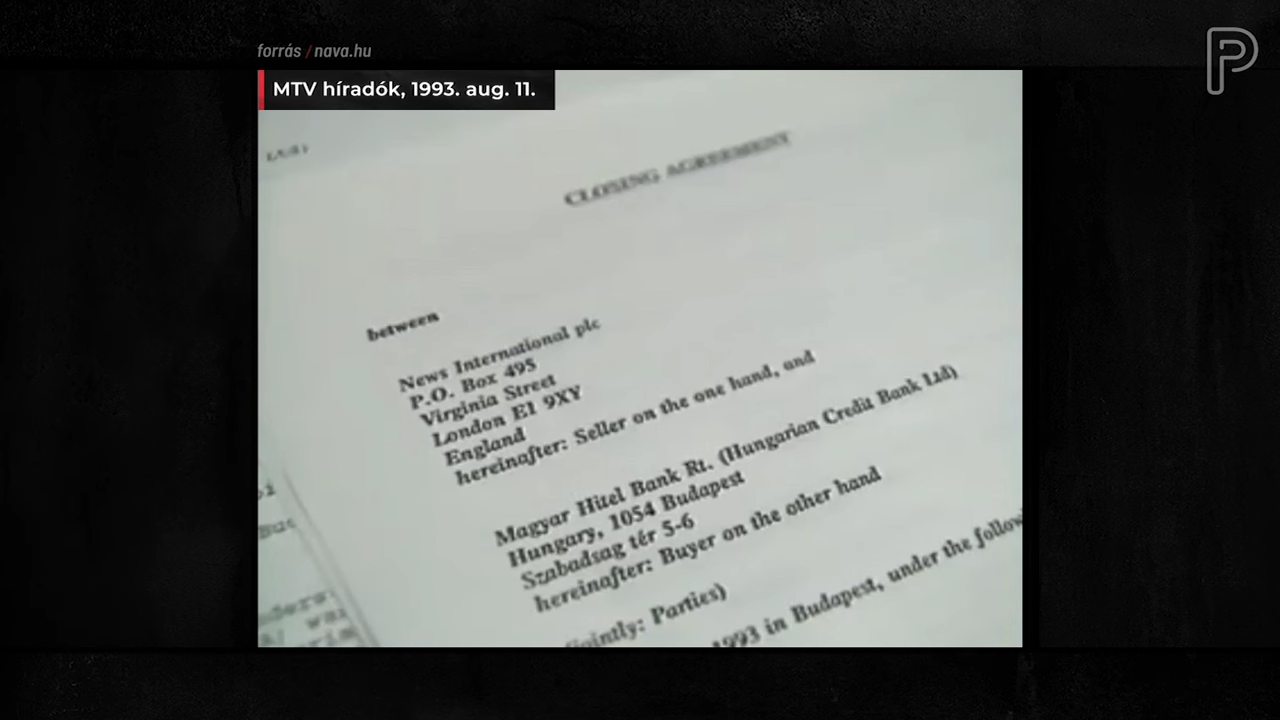 forrás / nava.hu
P
MTV híradók, 1993. aug. 11.
CLOSING AGREEMENT
between
News International plc
P.O. Box 495
Virginia Street
London E1 9XY
England
hereinafter: Seller on the one hand, and
Magyar Hitel Bank Rt. (Hungarian Credit Bank Ltd)
Hungary, 1054 Budapest
Szabadsag tér 5-6
hereinafter: Buyer on the other hand
Jointly: Parties)
1993 in Budapest, under the follow